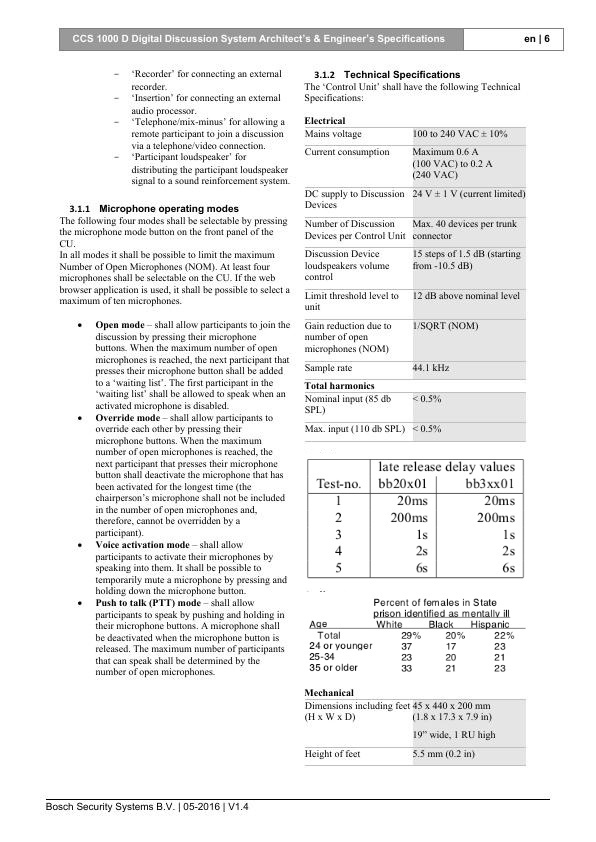 CCS 1000 D Digital Discussion System Architect's & Engineer's Specifications en | 6
– 'Recorder' for connecting an external
recorder.
– 'Insertion' for connecting an external
audio processor.
– 'Telephone/mix-minus' for allowing a
remote participant to join a discussion
via a telephone/video connection.
– 'Participant loudspeaker' for
distributing the participant loudspeaker
signal to a sound reinforcement system.
3.1.1 Microphone operating modes
The following four modes shall be selectable by pressing
the microphone mode button on the front panel of the
CU.
In all modes it shall be possible to limit the maximum
Number of Open Microphones (NOM). At least four
microphones shall be selectable on the CU. If the web
browser application is used, it shall be possible to select a
maximum of ten microphones.
• Open mode – shall allow participants to join the
discussion by pressing their microphone
buttons. When the maximum number of open
microphones is reached, the next participant that
presses their microphone button shall be added
to a 'waiting list'. The first participant in the
'waiting list' shall be allowed to speak when an
activated microphone is disabled.
• Override mode – shall allow participants to
override each other by pressing their
microphone buttons. When the maximum
number of open microphones is reached, the
next participant that presses their microphone
button shall deactivate the microphone that has
been activated for the longest time (the
chairperson's microphone shall not be included
in the number of open microphones and,
therefore, cannot be overridden by a
participant).
• Voice activation mode – shall allow
participants to activate their microphones by
speaking into them. It shall be possible to
temporarily mute a microphone by pressing and
holding down the microphone button.
• Push to talk (PTT) mode – shall allow
participants to speak by pushing and holding in
their microphone buttons. A microphone shall
be deactivated when the microphone button is
released. The maximum number of participants
that can speak shall be determined by the
number of open microphones.
3.1.2 Technical Specifications
The 'Control Unit' shall have the following Technical
Specifications:
Electrical
Mains voltage 100 to 240 VAC ± 10%
Current consumption Maximum 0.6 A
(100 VAC) to 0.2 A
(240 VAC)
DC supply to Discussion 24 V ± 1 V (current limited)
Devices
Number of Discussion Max. 40 devices per trunk
Devices per Control Unit connector
Discussion Device 15 steps of 1.5 dB (starting
loudspeakers volume from -10.5 dB)
control
Limit threshold level to 12 dB above nominal level
unit
Gain reduction due to 1/SQRT (NOM)
number of open
microphones (NOM)
Sample rate 44.1 kHz
Total harmonics
Nominal input (85 db < 0.5%
SPL)
Max. input (110 db SPL) < 0.5%
late release delay values
Test-no. bb20x01 bb3xx01
1 20ms 20ms
2 200ms 200ms
3 1s 1s
4 2s 2s
5 6s 6s
Percent of females in State
prison identified as mentally ill
Age White Black Hispanic
Total 29% 20% 22%
24 or younger 37 17 23
25-34 23 20 21
35 or older 33 21 23
Mechanical
Dimensions including feet 45 x 440 x 200 mm
(H x W x D) (1.8 x 17.3 x 7.9 in)
19" wide, 1 RU high
Height of feet 5.5 mm (0.2 in)
Bosch Security Systems B.V. | 05-2016 | V1.4